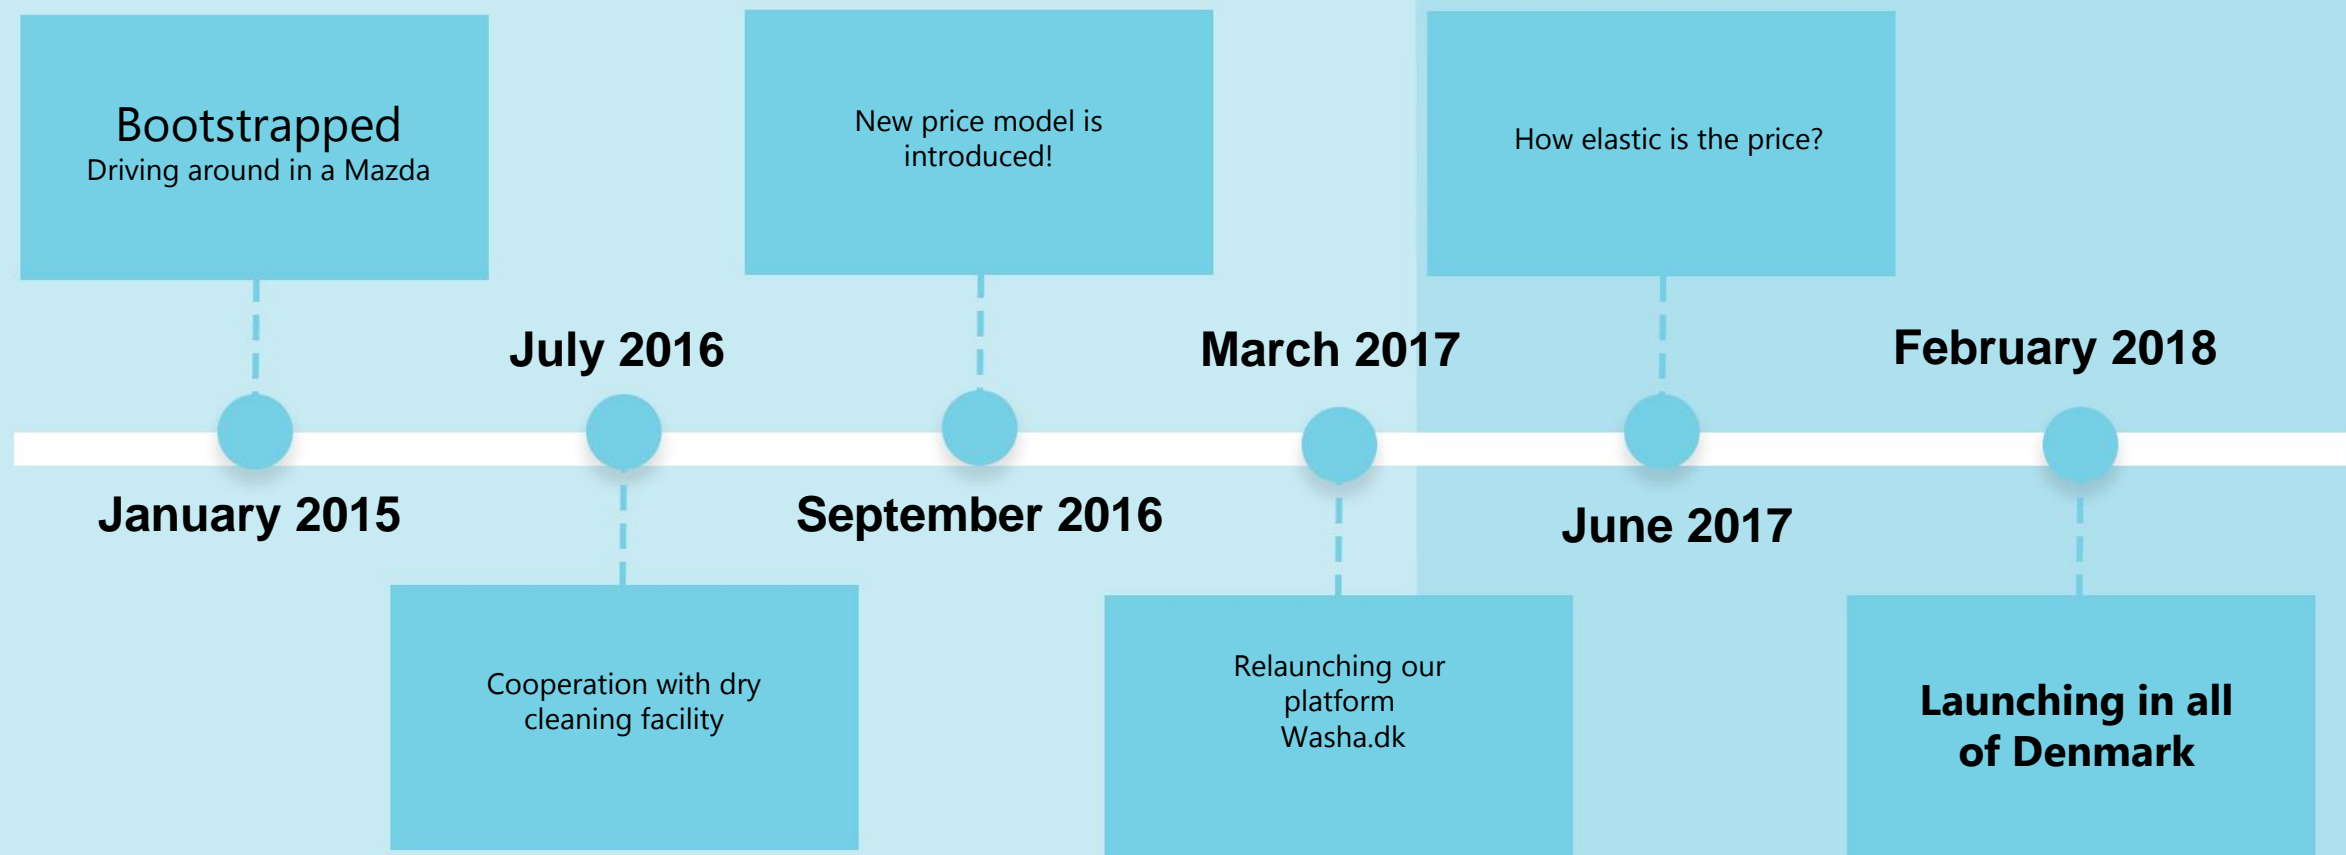 Bootstrapped
Driving around in a Mazda
January 2015
July 2016
Cooperation with dry
cleaning facility
New price model is
introduced!
September 2016
March 2017
Relaunching our
platform
Washa.dk
How elastic is the price?
June 2017
February 2018
Launching in all
of Denmark